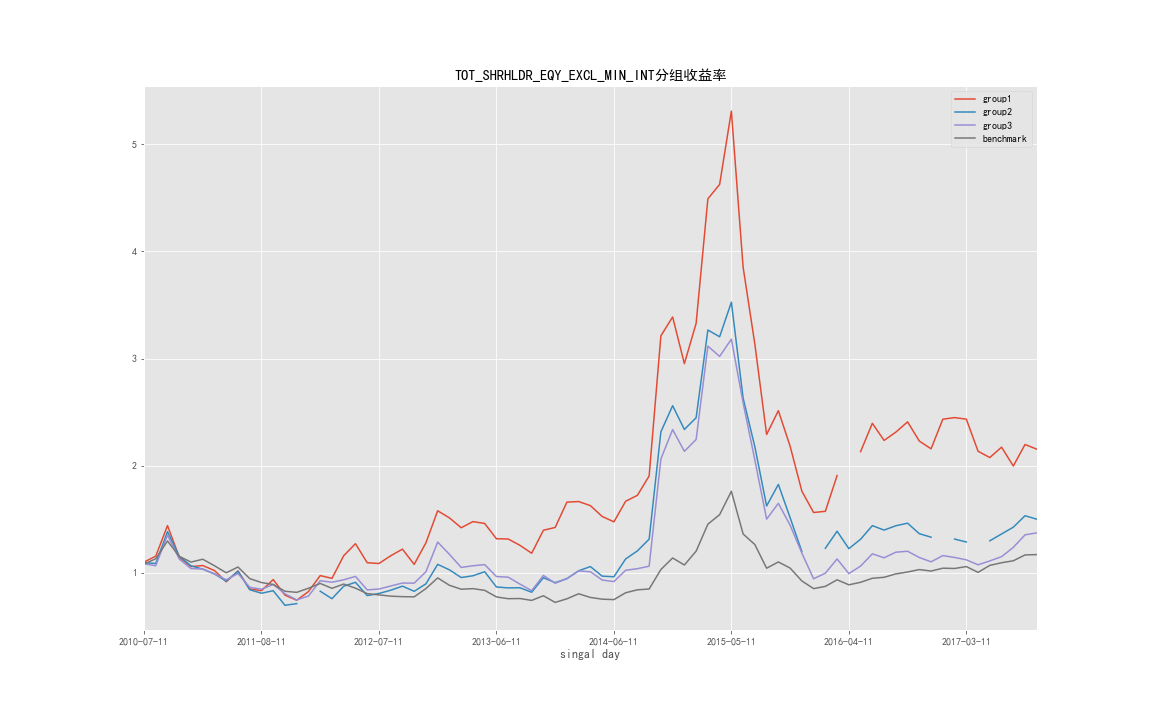 TOT_SHRHLDR_EQY_EXCL_MIN_INT分组收益率
group1
group2
group3
benchmark
5
4
3
2
1
2010-07-11 2011-08-11 2012-07-11 2013-06-11 2014-06-11 2015-05-11 2016-04-11 2017-03-11
singal day